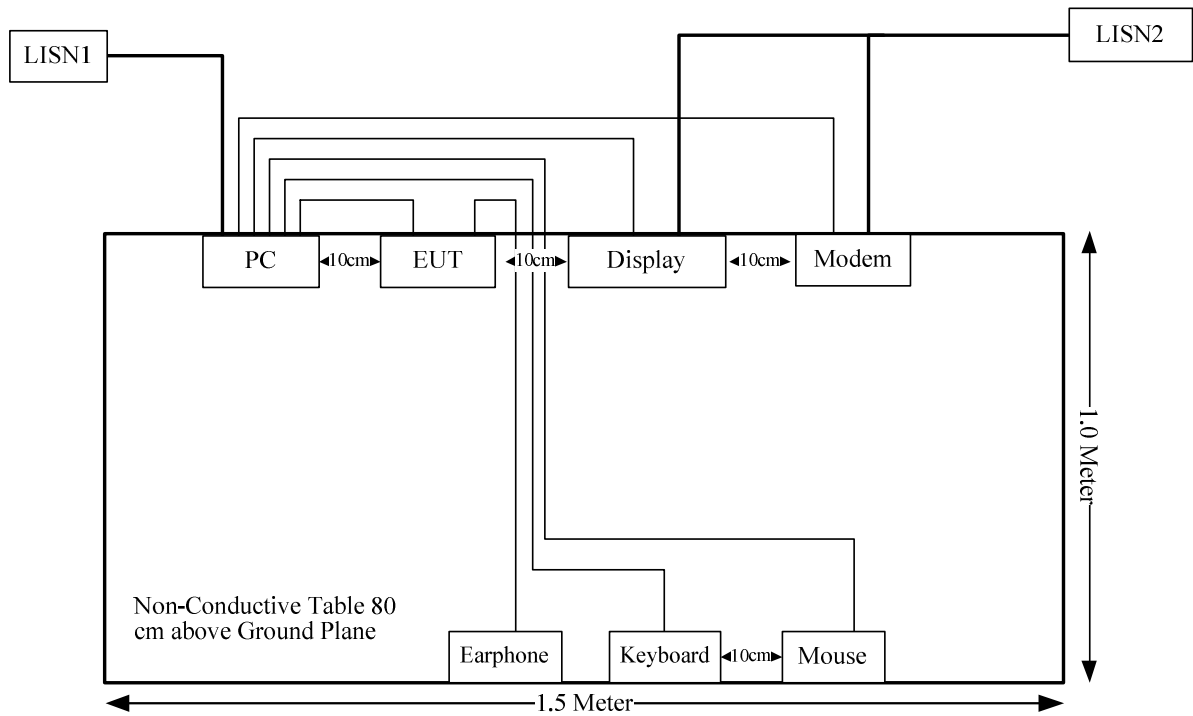 LISN1
LISN2
PC
10cm
EUT
10cm
Display
10cm
Modem
1.0 Meter
Non-Conductive Table 80
cm above Ground Plane
Earphone
Keyboard
10cm
Mouse
1.5 Meter